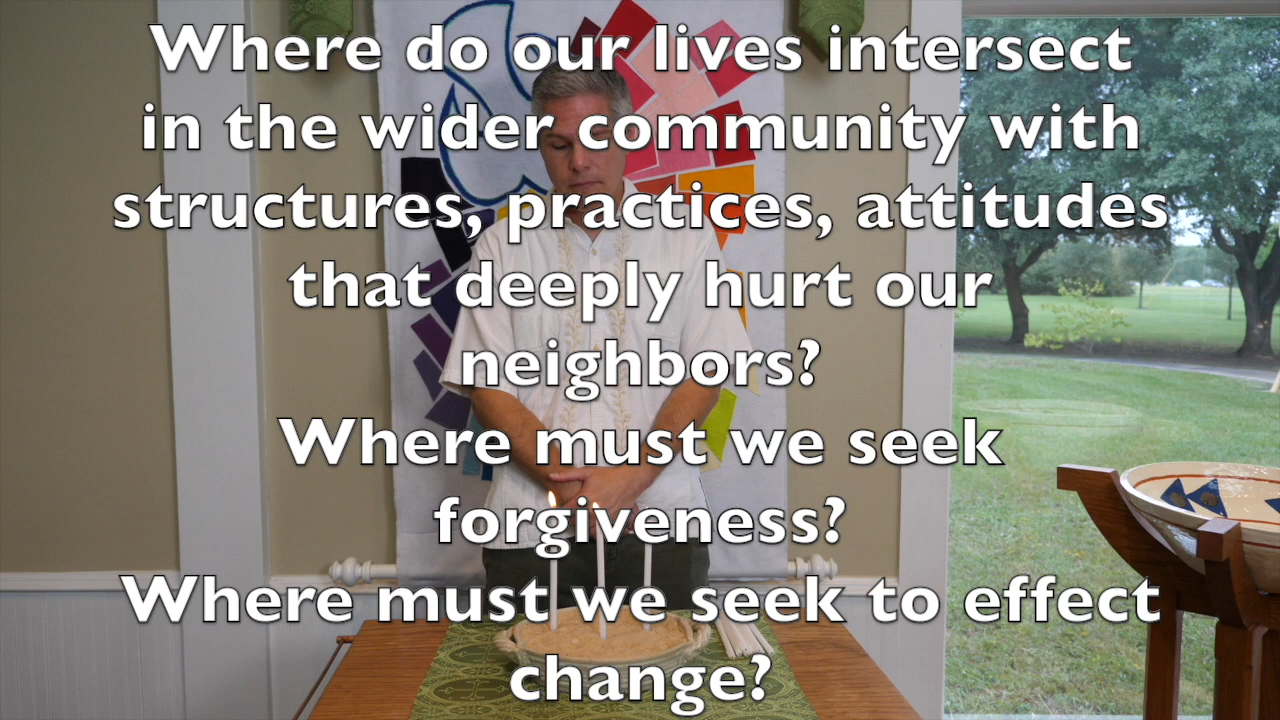 Where do our lives intersect
in the wider community with
structures, practices, attitudes
that deeply hurt our
neighbors?
Where must we seek
forgiveness?
Where must we seek to effect
change?